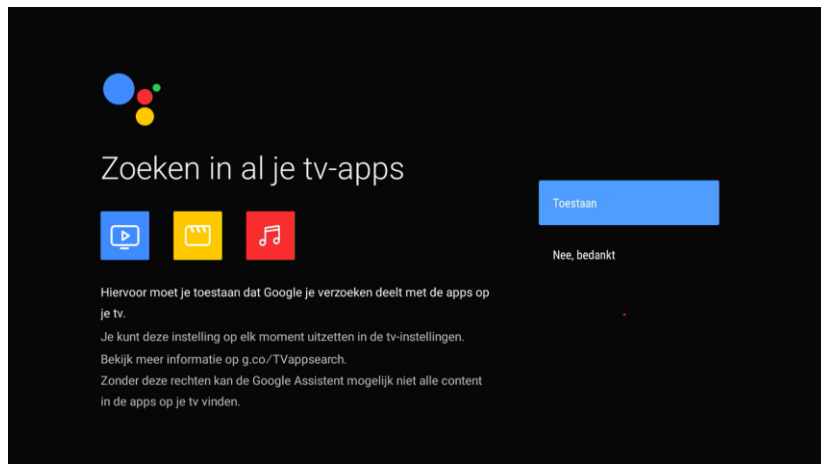 Zoeken in al je tv-apps
Hiervoor moet je toestaan dat Google je verzoeken deelt met de apps op
je tv.
Je kunt deze instelling op elk moment uitzetten in de tv-instellingen.
Bekijk meer informatie op g.co/TVappsearch.
Zonder deze rechten kan de Google Assistent mogelijk niet alle content
in de apps op je tv vinden.
Toestaan
Nee, bedankt